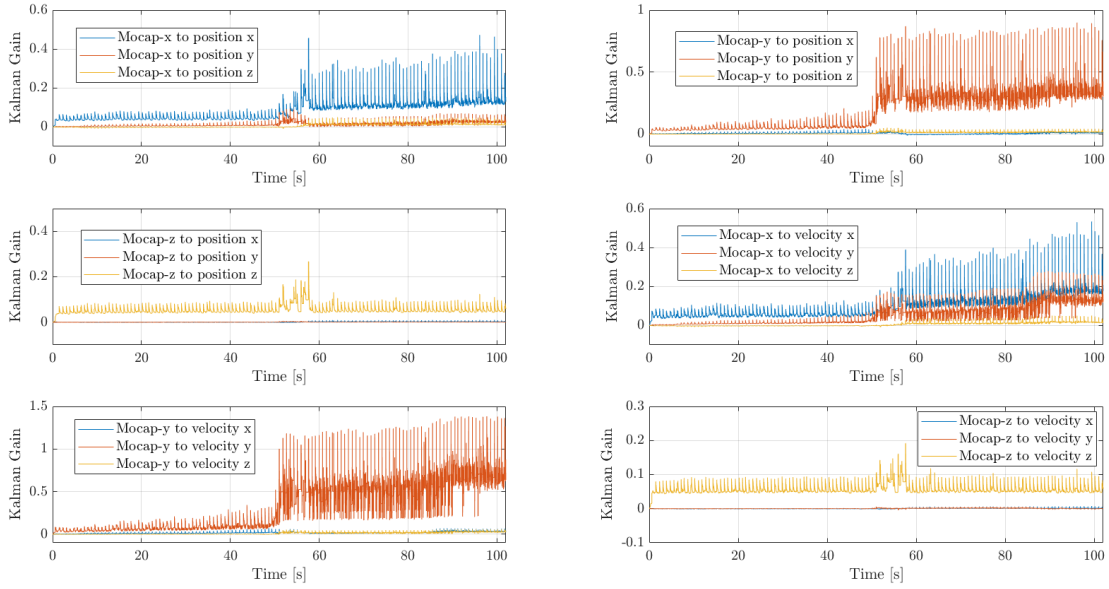 0.6
0.4
0.2
0
Kalman Gain
Mocap-x to position x
Mocap-x to position y
Mocap-x to position z
0 20 40 60 80 100
Time [s]
1
0.5
0
Kalman Gain
Mocap-y to position x
Mocap-y to position y
Mocap-y to position z
0 20 40 60 80 100
Time [s]
0.4
0.2
0
Kalman Gain
Mocap-z to position x
Mocap-z to position y
Mocap-z to position z
0 20 40 60 80 100
Time [s]
0.6
0.4
0.2
0
Kalman Gain
Mocap-x to velocity x
Mocap-x to velocity y
Mocap-x to velocity z
0 20 40 60 80 100
Time [s]
1.5
1
0.5
0
Kalman Gain
Mocap-y to velocity x
Mocap-y to velocity y
Mocap-y to velocity z
0 20 40 60 80 100
Time [s]
0.3
0.2
0.1
0
-0.1
Kalman Gain
Mocap-z to velocity x
Mocap-z to velocity y
Mocap-z to velocity z
0 20 40 60 80 100
Time [s]